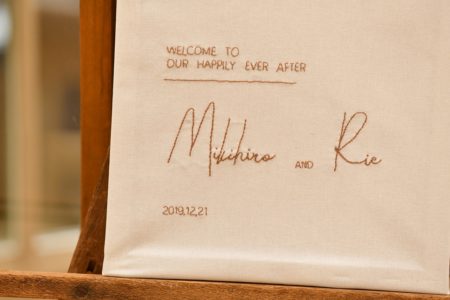 WELCOME TO
OUR HAPPILY EVER AFTER
Mikihiro AND Rie
2019.12.21